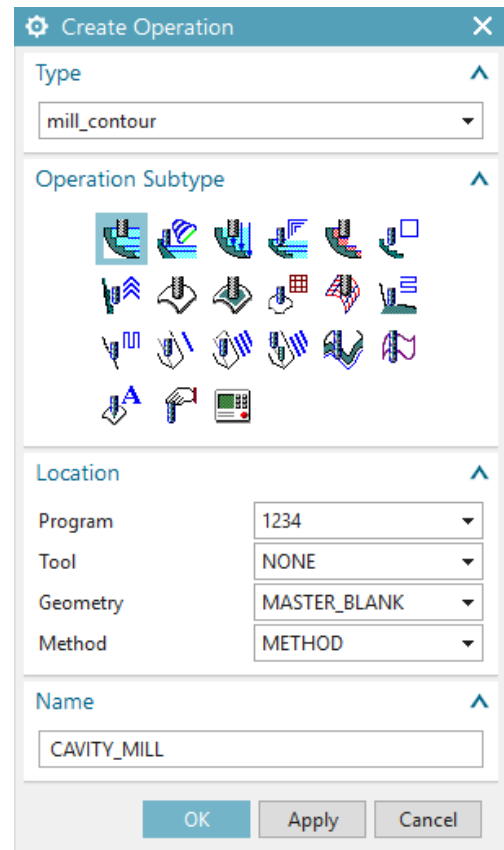 Create Operation
Type
mill_contour
Operation Subtype
A
Location
Program 1234
Tool NONE
Geometry MASTER_BLANK
Method METHOD
Name
CAVITY_MILL
OK Apply Cancel